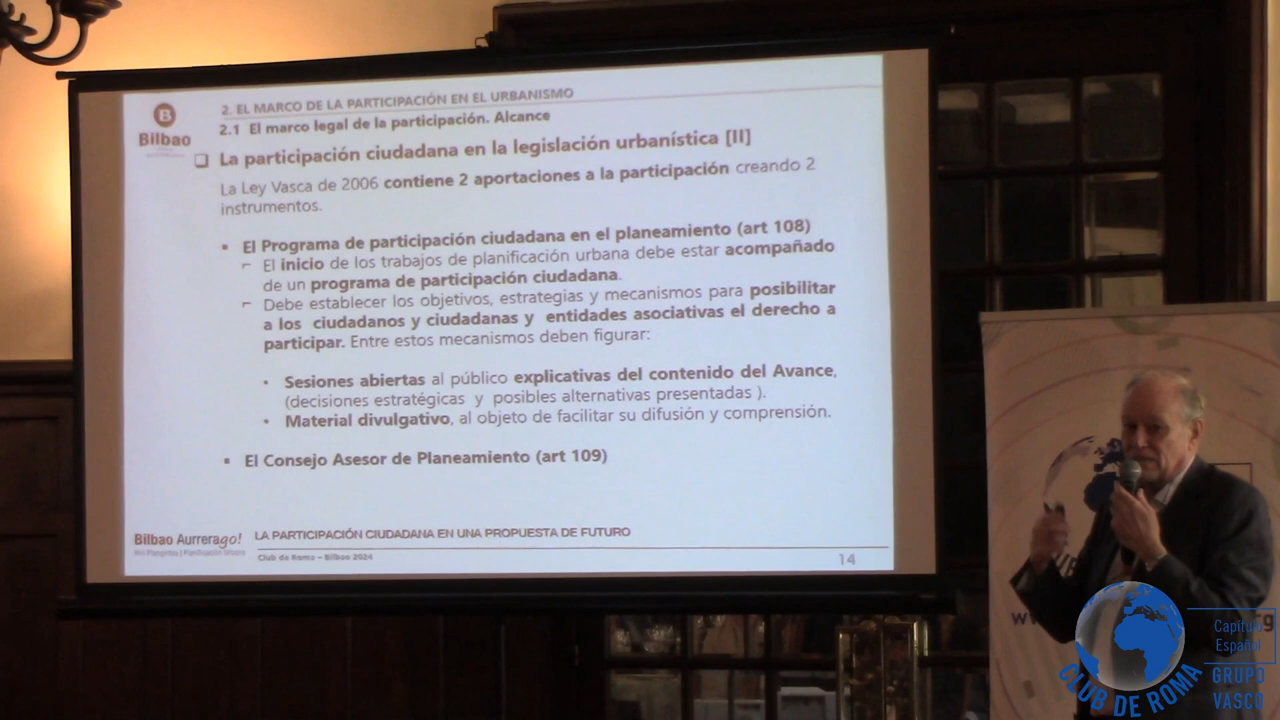 2. EL MARCO DE LA PARTICIPACIÓN EN EL URBANISMO
2.1 El marco legal de la participación. Alcance
Bilbao
❑ La participación ciudadana en la legislación urbanística [II]
La Ley Vasca de 2006 contiene 2 aportaciones a la participación creando 2
instrumentos.
▪ El Programa de participación ciudadana en el planeamiento (art 108)
⌐ El inicio de los trabajos de planificación urbana debe estar acompañado
de un programa de participación ciudadana.
⌐ Debe establecer los objetivos, estrategias y mecanismos para posibilitar
a los ciudadanos y ciudadanas y entidades asociativas el derecho a
participar. Entre estos mecanismos deben figurar:
• Sesiones abiertas al público explicativas del contenido del Avance,
(decisiones estratégicas y posibles alternativas presentadas ).
• Material divulgativo, al objeto de facilitar su difusión y comprensión.
▪ El Consejo Asesor de Planeamiento (art 109)
Bilbao Aurrerago!
LA PARTICIPACIÓN CIUDADANA EN UNA PROPUESTA DE FUTURO
Club de Roma – Bilbao 2024
14
CLUB DE ROMA
Capítulo
Español
GRUPO
VASCO